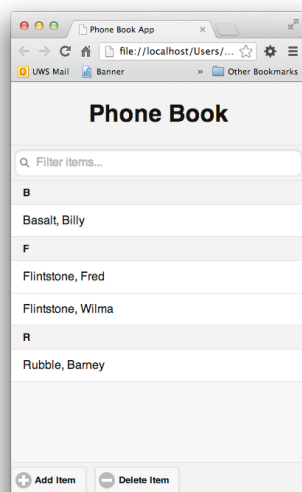 Phone Book App
file://localhost/Users/...
UWS Mail Banner » Other Bookmarks
Phone Book
Filter items...
B
Basalt, Billy
F
Flintstone, Fred
Flintstone, Wilma
R
Rubble, Barney
Add Item Delete Item